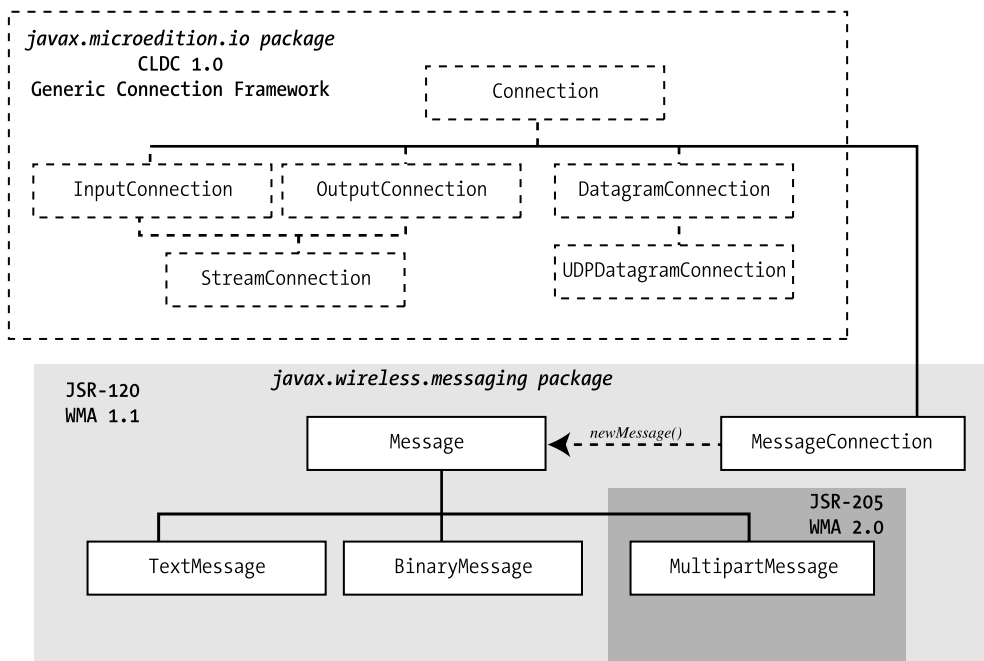 javax.microedition.io package
CLDC 1.0
Generic Connection Framework
Connection
InputConnection
OutputConnection
DatagramConnection
StreamConnection
UDPDatagramConnection
javax.wireless.messaging package
JSR-120
WMA 1.1
Message
newMessage()
MessageConnection
JSR-205
WMA 2.0
TextMessage
BinaryMessage
MultipartMessage